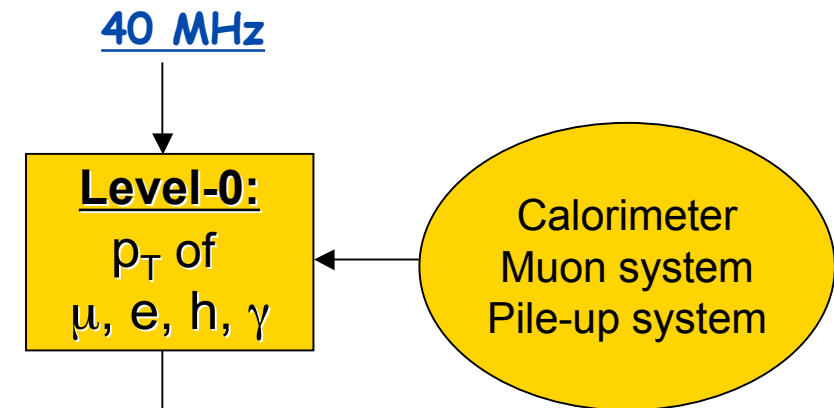 40 MHz
Level-0:
pT of
μ, e, h, γ
Calorimeter
Muon system
Pile-up system